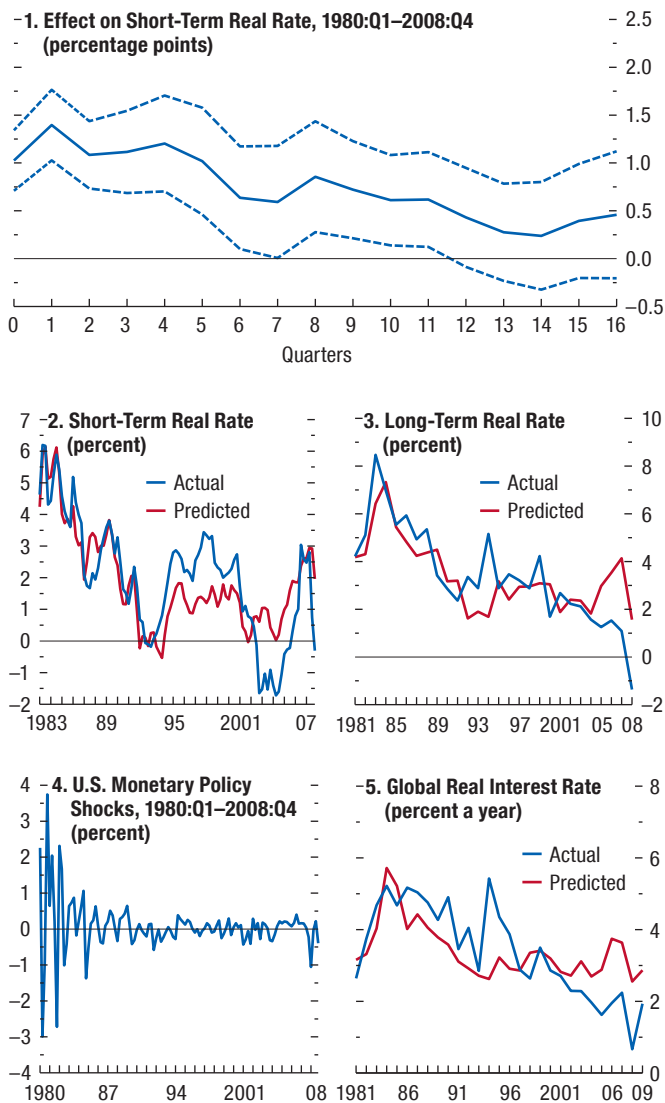 1. Effect on Short-Term Real Rate, 1980:Q1–2008:Q4
(percentage points)
2.5
2.0
1.5
1.0
0.5
0.0
–0.5
0 1 2 3 4 5 6 7 8 9 10 11 12 13 14 15 16
Quarters
2. Short-Term Real Rate
(percent)
Actual
Predicted
7
6
5
4
3
2
1
0
–1
–2
1983 89 95 2001 07
3. Long-Term Real Rate
(percent)
Actual
Predicted
10
8
6
4
2
0
–2
1981 85 89 93 97 2001 05 08
4. U.S. Monetary Policy
Shocks, 1980:Q1–2008:Q4
(percent)
4
3
2
1
0
–1
–2
–3
–4
1980 87 94 2001 08
5. Global Real Interest Rate
(percent a year)
Actual
Predicted
8
6
4
2
0
1981 86 91 96 2001 06 09